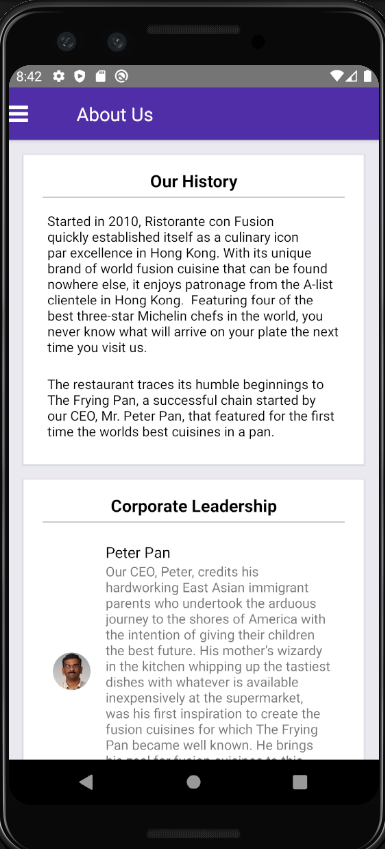 8:42
About Us
Our History
Started in 2010, Ristorante con Fusion
quickly established itself as a culinary icon
par excellence in Hong Kong. With its unique
brand of world fusion cuisine that can be found
nowhere else, it enjoys patronage from the A-list
clientele in Hong Kong.  Featuring four of the
best three-star Michelin chefs in the world, you
never know what will arrive on your plate the next
time you visit us.
The restaurant traces its humble beginnings to
The Frying Pan, a successful chain started by
our CEO, Mr. Peter Pan, that featured for the first
time the worlds best cuisines in a pan.
Corporate Leadership
Peter Pan
Our CEO, Peter, credits his
hardworking East Asian immigrant
parents who undertook the arduous
journey to the shores of America with
the intention of giving their children
the best future. His mother's wizardy
in the kitchen whipping up the tastiest
dishes with whatever is available
inexpensively at the supermarket,
was his first inspiration to create the
fusion cuisines for which The Frying
Pan became well known. He brings
his zeal for fusion cuisines to this